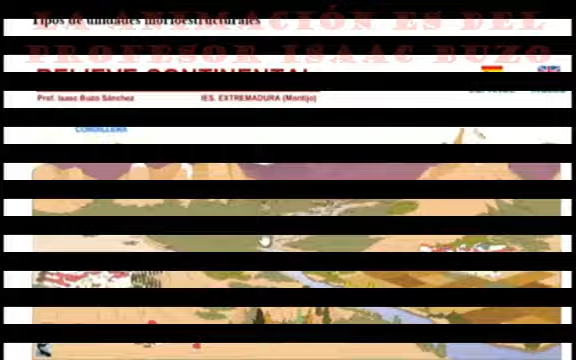 Tipos de unidades morfoestructurales
LA ANIMACIÓN ES DEL
PROFESOR ISAAC BUZO
RELIEVE CONTINENTAL
Prof. Isaac Buzo Sánchez
IES. EXTREMADURA (Montijo)
CORDILLERA